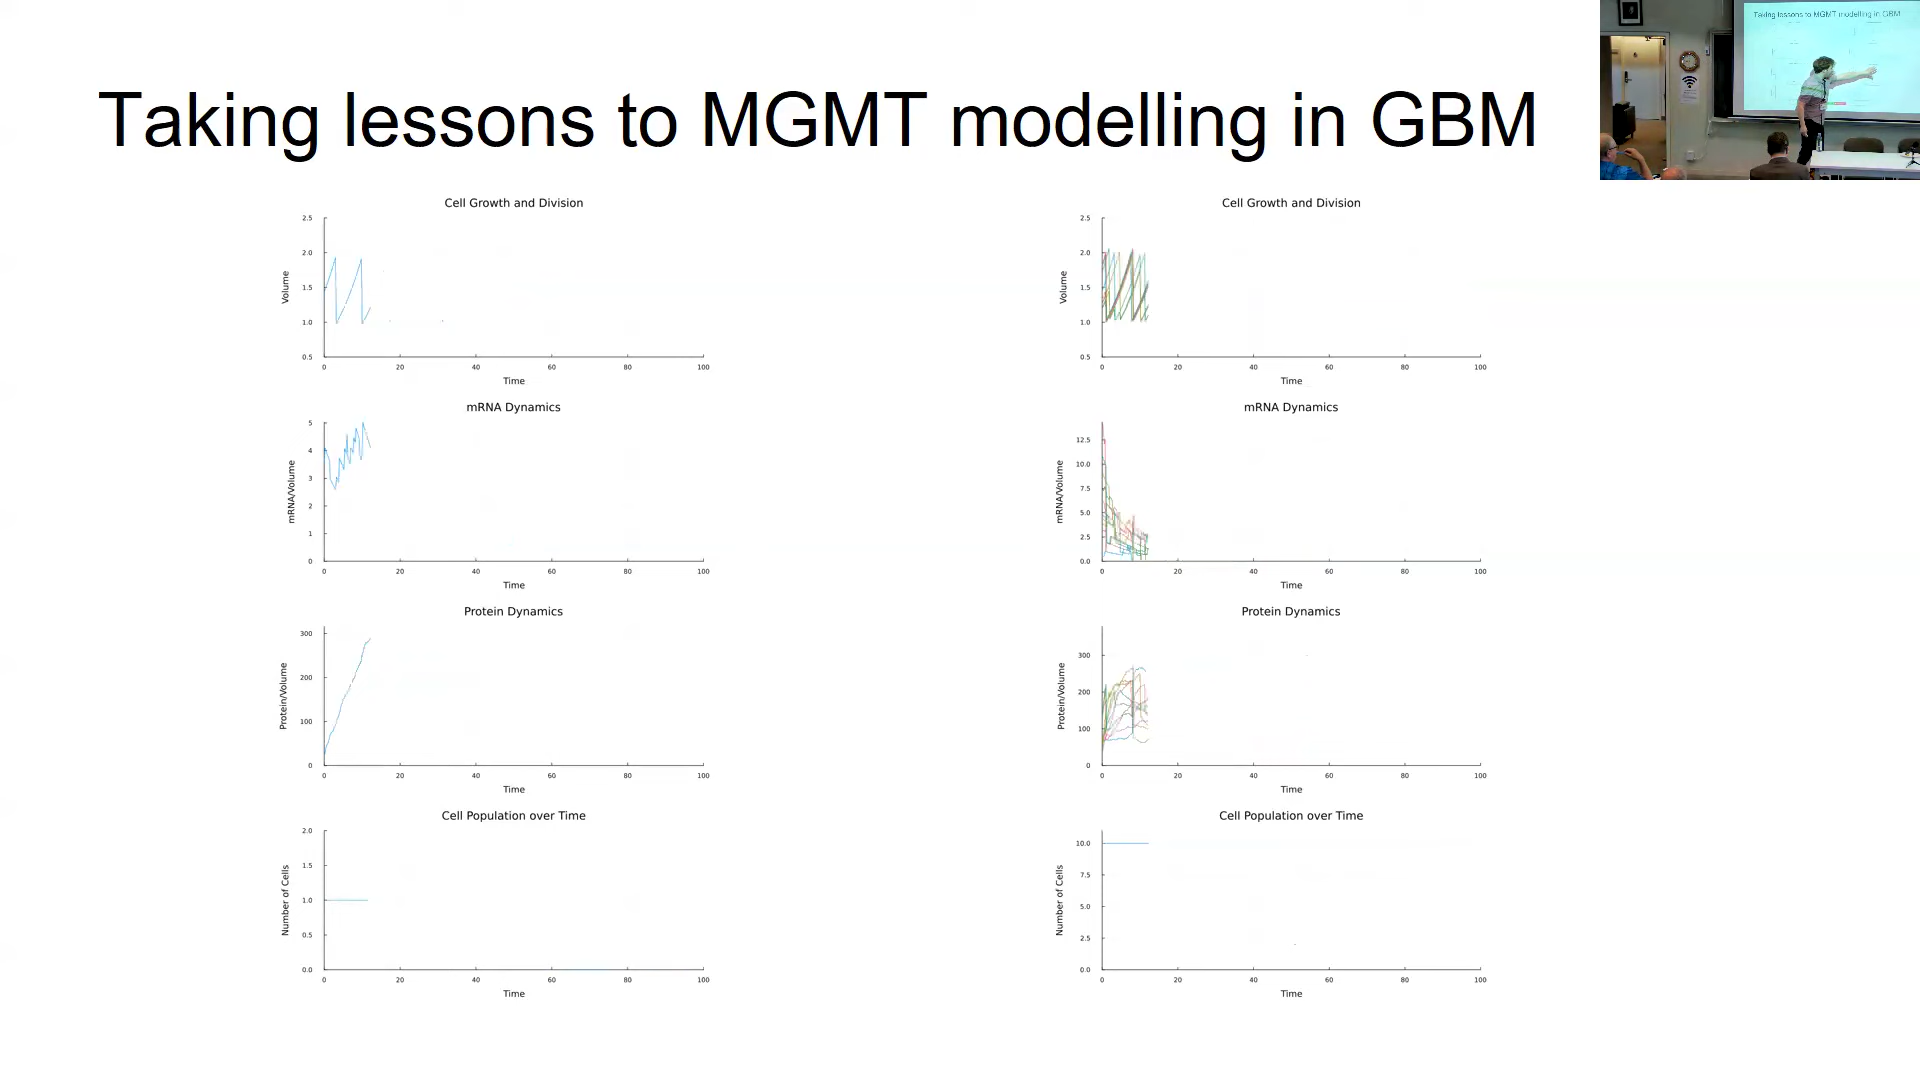 Taking lessons to MGMT modelling in GBM
Taking lessons to MGMT modelling in GBM
Cell Growth and Division
2.5
2.0
1.5
1.0
0.5
Volume
0 20 40 60 80 100
Time
mRNA Dynamics
5
4
3
2
1
0
mRNA/Volume
0 20 40 60 80 100
Time
Protein Dynamics
300
200
100
0
Protein/Volume
0 20 40 60 80 100
Time
Cell Population over Time
2.0
1.5
1.0
0.5
0.0
Number of Cells
0 20 40 60 80 100
Time
Cell Growth and Division
2.5
2.0
1.5
1.0
0.5
Volume
0 20 40 60 80 100
Time
mRNA Dynamics
12.5
10.0
7.5
5.0
2.5
0.0
mRNA/Volume
0 20 40 60 80 100
Time
Protein Dynamics
300
200
100
0
Protein/Volume
0 20 40 60 80 100
Time
Cell Population over Time
10.0
7.5
5.0
2.5
0.0
Number of Cells
0 20 40 60 80 100
Time